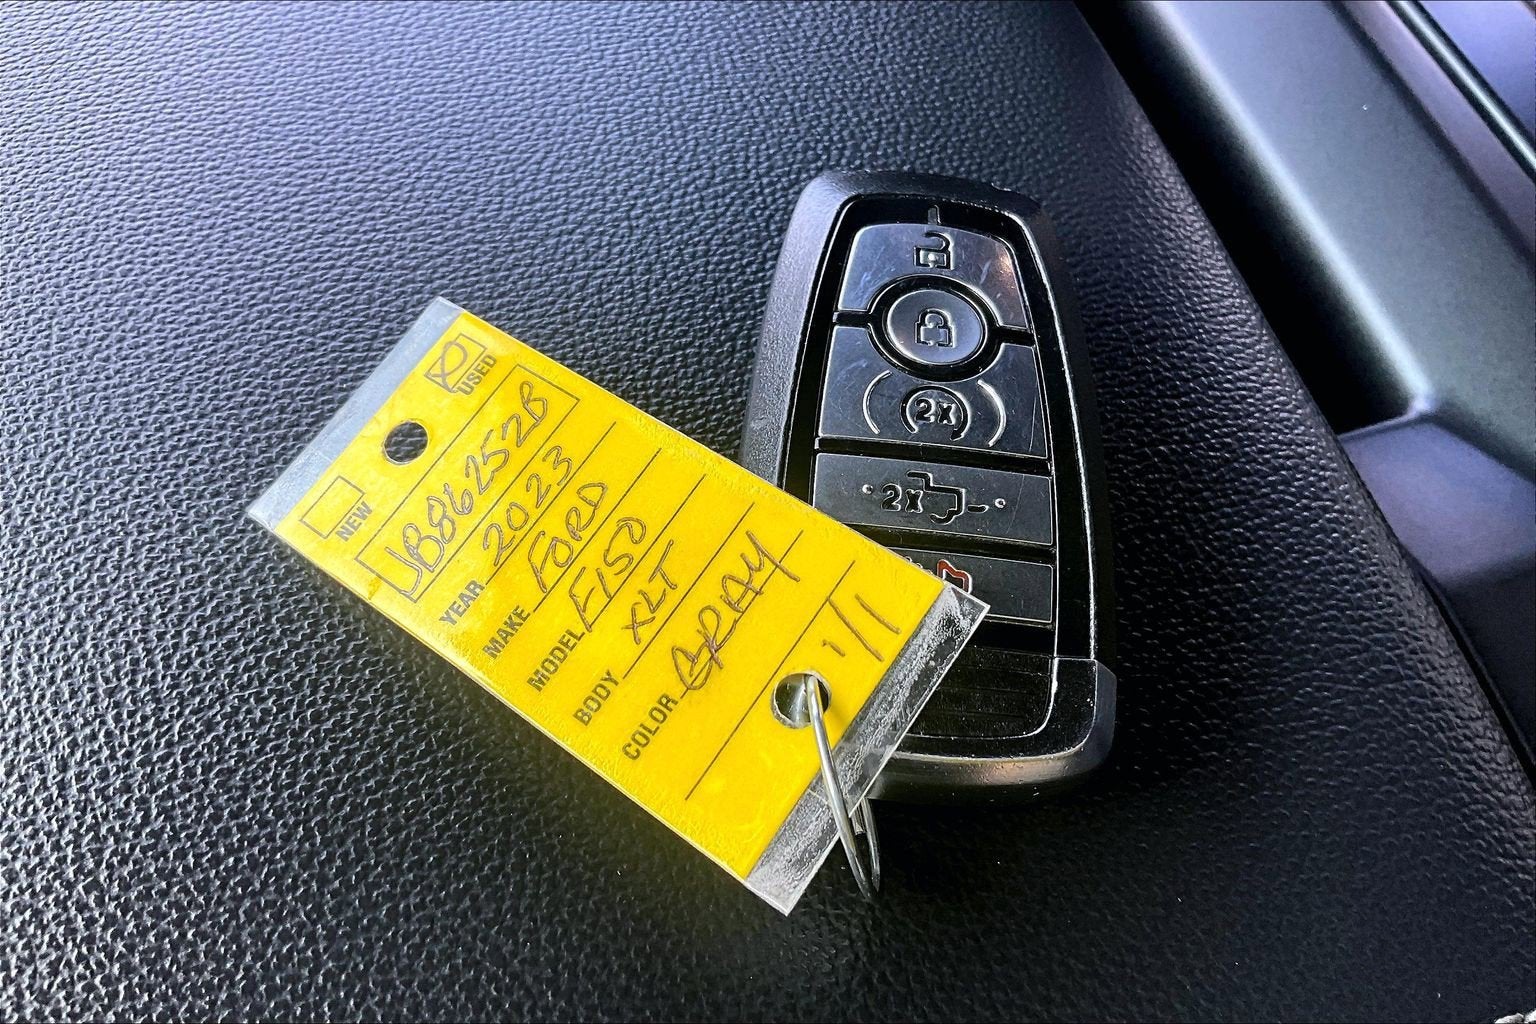 USED
NEW
UB86252B
YEAR 2023
MAKE FORD
MODEL F150
BODY XLT
COLOR GRAY
1/1
2x
2x